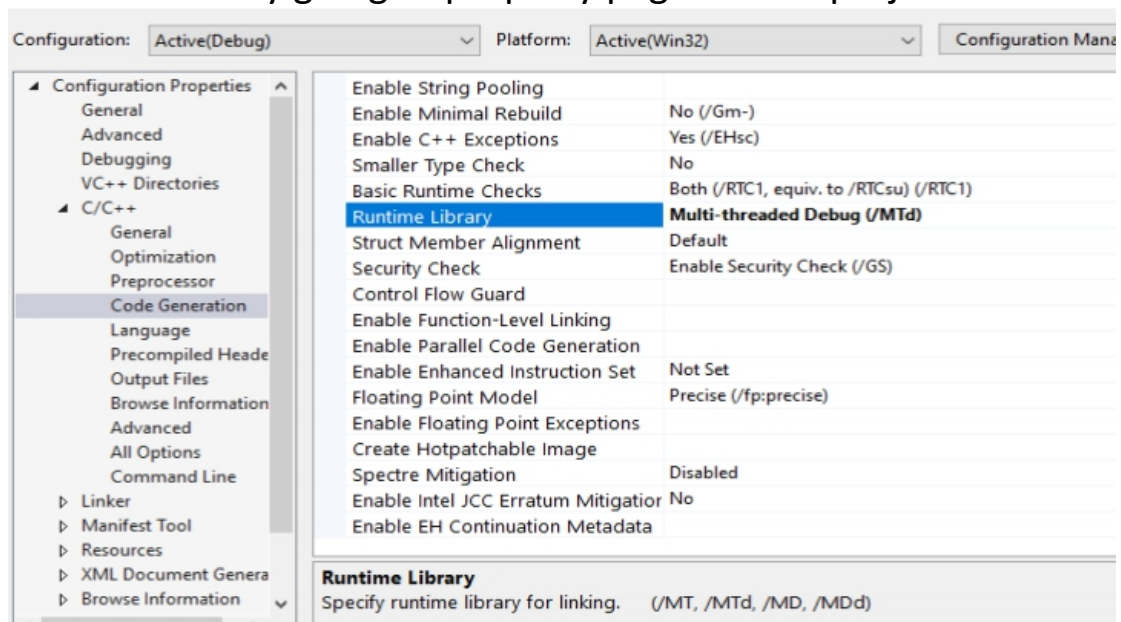 Configuration: Active(Debug) Platform: Active(Win32) Configuration Mana
Configuration Properties
General
Advanced
Debugging
VC++ Directories
C/C++
General
Optimization
Preprocessor
Code Generation
Language
Precompiled Heade
Output Files
Browse Information
Advanced
All Options
Command Line
Linker
Manifest Tool
Resources
XML Document Genera
Browse Information
Enable String Pooling
Enable Minimal Rebuild No (/Gm-)
Enable C++ Exceptions Yes (/EHsc)
Smaller Type Check No
Basic Runtime Checks Both (/RTC1, equiv. to /RTCsu) (/RTC1)
Runtime Library Multi-threaded Debug (/MTd)
Struct Member Alignment Default
Security Check Enable Security Check (/GS)
Control Flow Guard
Enable Function-Level Linking
Enable Parallel Code Generation
Enable Enhanced Instruction Set Not Set
Floating Point Model Precise (/fp:precise)
Enable Floating Point Exceptions
Create Hotpatchable Image
Spectre Mitigation Disabled
Enable Intel JCC Erratum Mitigation No
Enable EH Continuation Metadata
Runtime Library
Specify runtime library for linking. (/MT, /MTd, /MD, /MDd)